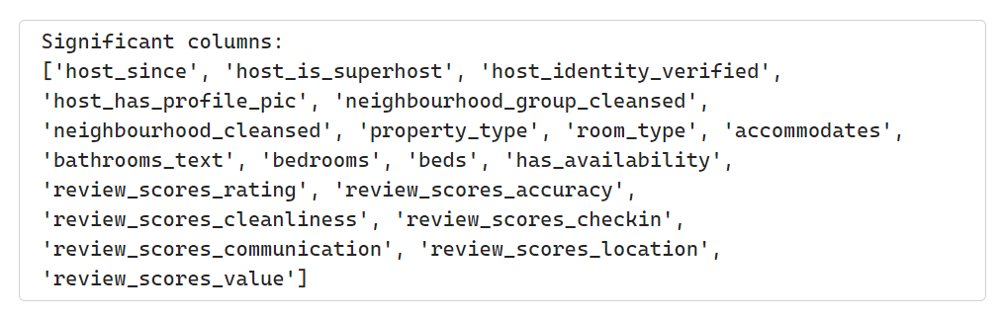 Significant columns:
['host_since', 'host_is_superhost', 'host_identity_verified',
'host_has_profile_pic', 'neighbourhood_group_cleansed',
'neighbourhood_cleansed', 'property_type', 'room_type', 'accommodates',
'bathrooms_text', 'bedrooms', 'beds', 'has_availability',
'review_scores_rating', 'review_scores_accuracy',
'review_scores_cleanliness', 'review_scores_checkin',
'review_scores_communication', 'review_scores_location',
'review_scores_value']